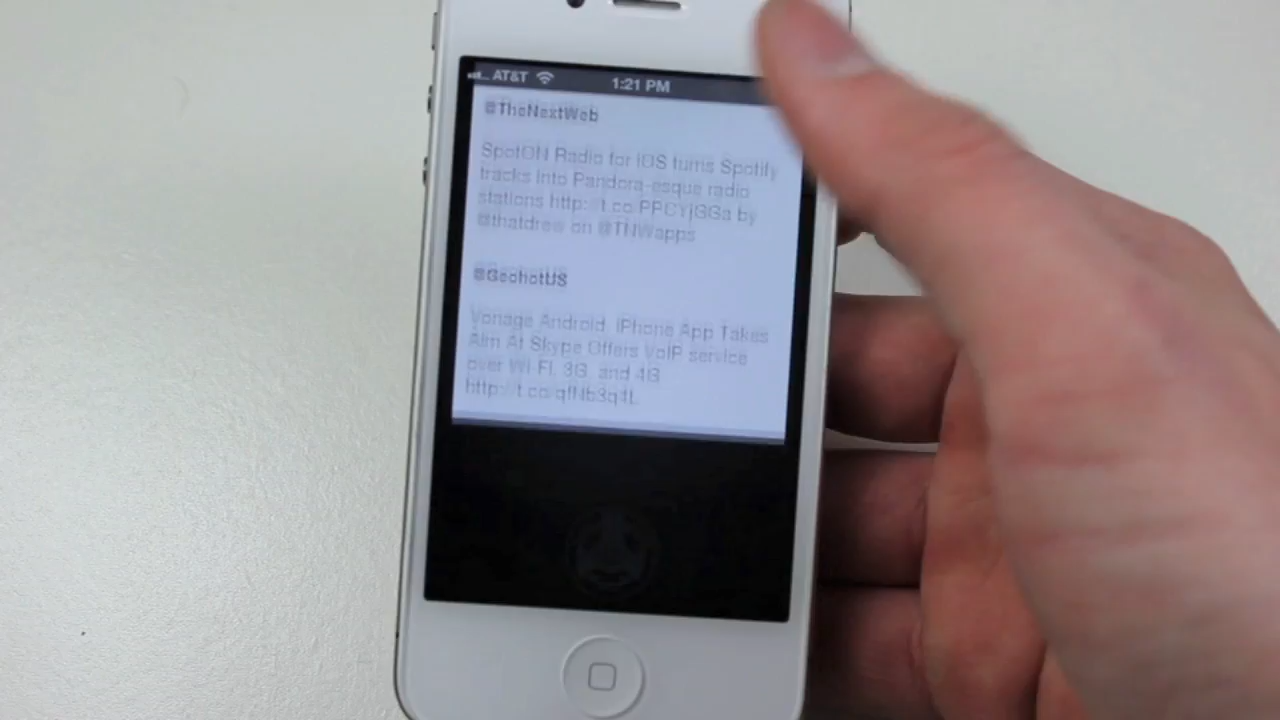 AT&T
1:21 PM
@TheNextWeb
SpotON Radio for iOS turns Spotify
tracks into Pandora-esque radio
stations by
@thatdrew on @TNWapps
@GeohotUS
Vonage Android, iPhone App Takes
Aim At Skype Offers VoIP service
over Wi-Fi, 3G, and 4G